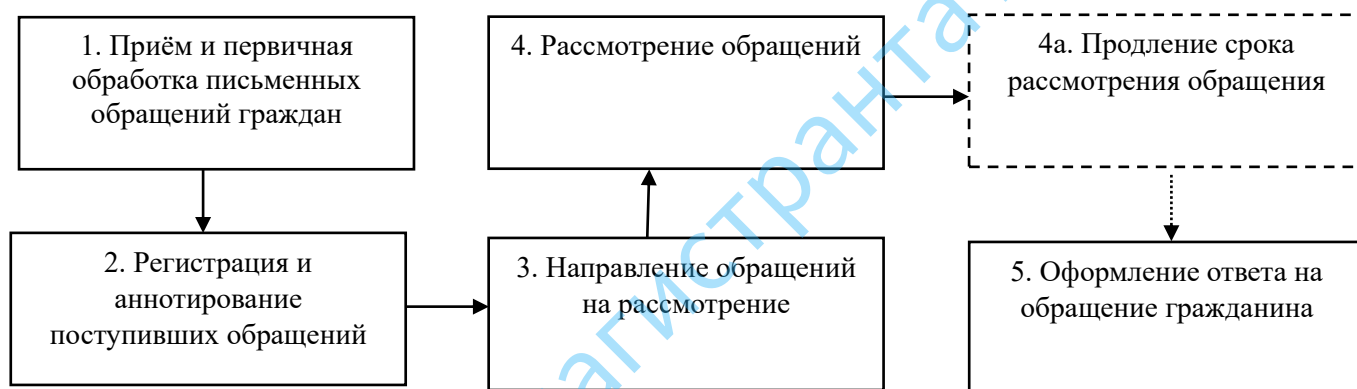 1. Приём и первичная
обработка письменных
обращений граждан
2. Регистрация и
аннотирование
поступивших обращений
3. Направление обращений
на рассмотрение
4. Рассмотрение обращений
4а. Продление срока
рассмотрения обращения
5. Оформление ответа на
обращение гражданина
агистранта